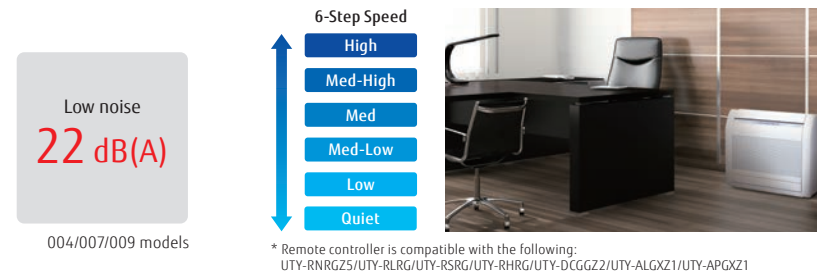 Low noise
22 dB(A)
004/007/009 models
6-Step Speed
High
Med-High
Med
Med-Low
Low
Quiet
* Remote controller is compatible with the following:
UTY-RNRGZ5/UTY-RLRG/UTY-RSRG/UTY-RHRG/UTY-DCGGZ2/UTY-ALGXZ1/UTY-APGXZ1